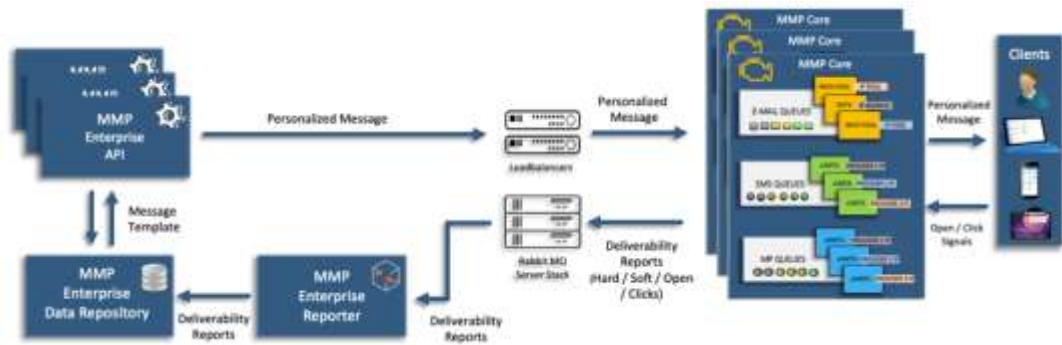 MMP Core
MMP Core
MMP Core
Clients
MMP
Enterprise
API
Personalized Message
Personalized
Message
Loadbalancers
E-MAIL QUEUES
SMS QUEUES
MP QUEUES
Personalized
Message
Open / Click
Signals
Message
Template
Rabbit MQ
Server Stack
Deliverability
Reports
(Hard / Soft / Open
/ Clicks)
MMP
Enterprise
Data Repository
MMP
Enterprise
Reporter
Deliverability
Reports
Deliverability
Reports